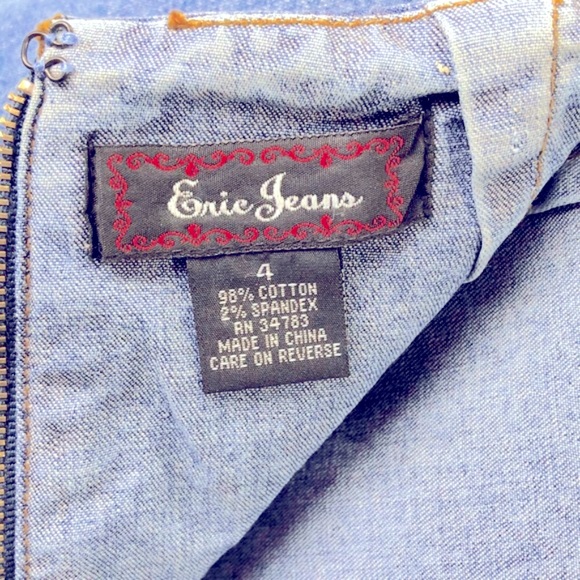 Eric Jeans
4
98% COTTON
2% SPANDEX
RN 34783
MADE IN CHINA
CARE ON REVERSE